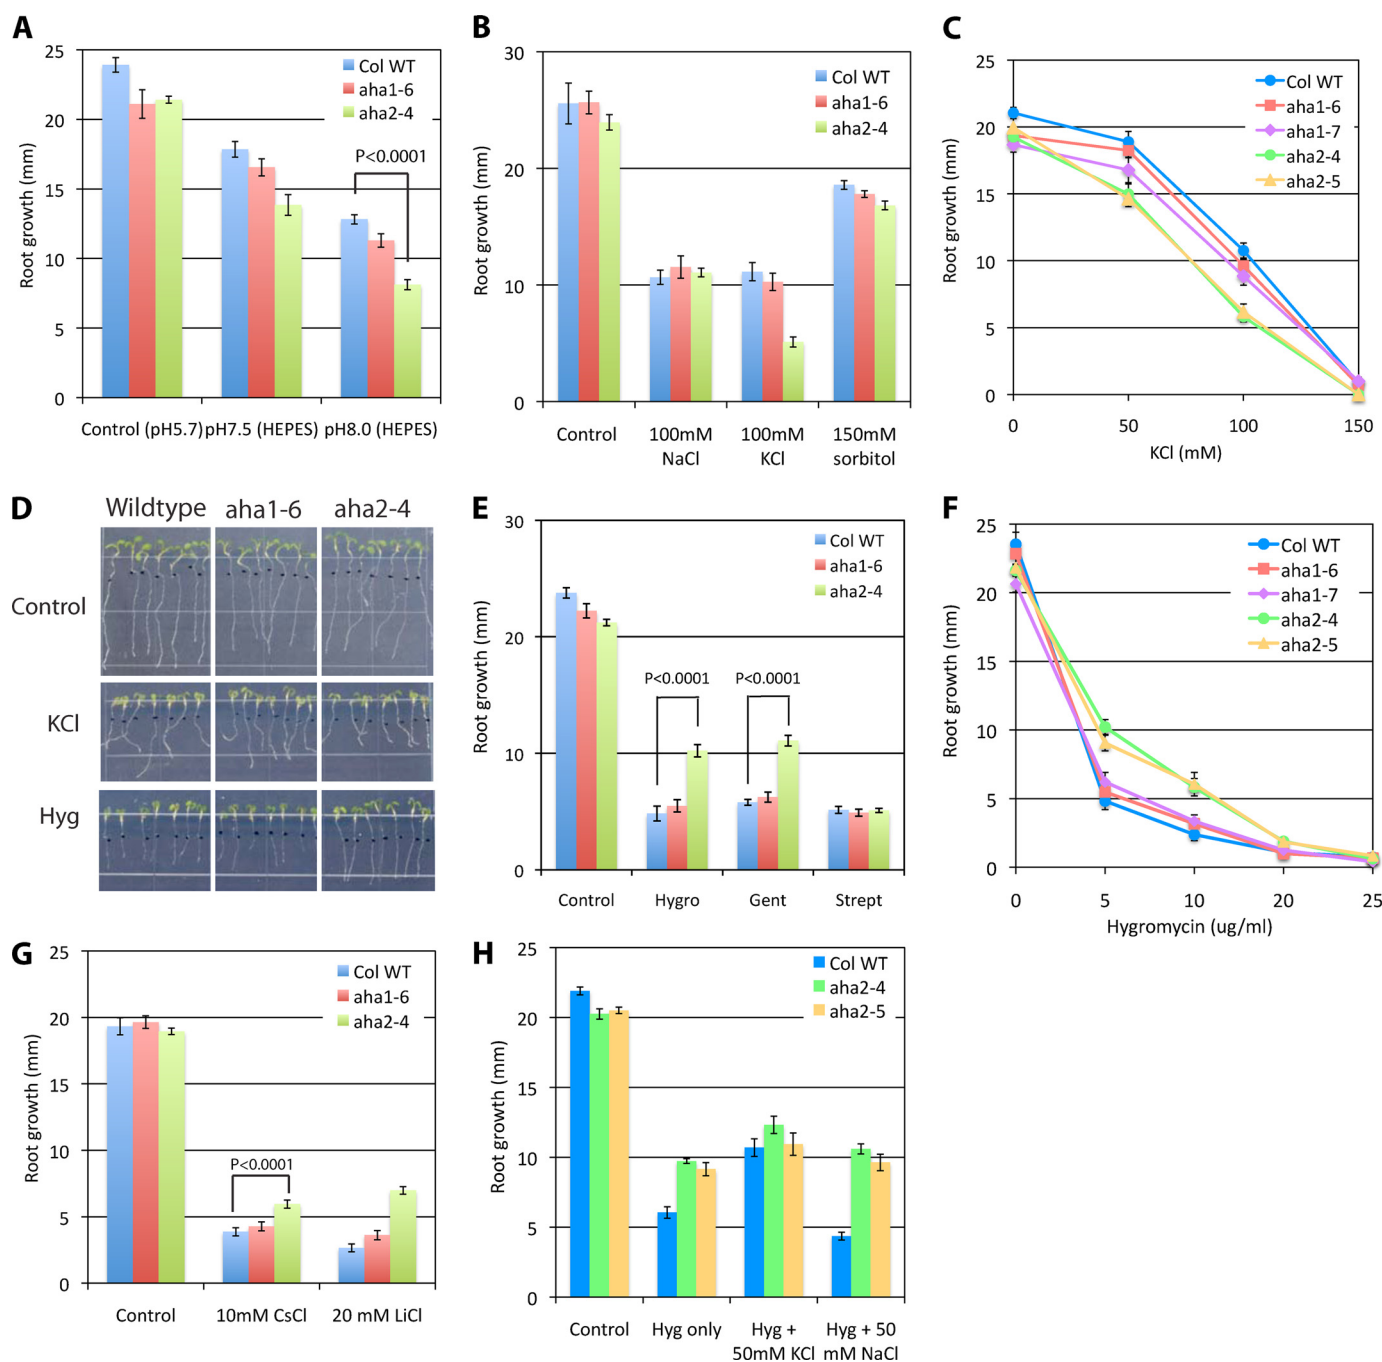 A
25
20
15
10
5
0
Root growth (mm)
Col WT
aha1-6
aha2-4
P<0.0001
Control (pH5.7) pH7.5 (HEPES) pH8.0 (HEPES)
B
30
20
10
0
Root growth (mm)
Col WT
aha1-6
aha2-4
Control
100mM
NaCl
100mM
KCl
150mM
sorbitol
C
25
20
15
10
5
0
Root growth (mm)
Col WT
aha1-6
aha1-7
aha2-4
aha2-5
0 50 100 150
KCl (mM)
D
Wildtype aha1-6 aha2-4
Control
KCl
Hyg
E
30
20
10
0
Root growth (mm)
Col WT
aha1-6
aha2-4
P<0.0001 P<0.0001
Control Hygro Gent Strept
F
25
20
15
10
5
0
Root growth (mm)
Col WT
aha1-6
aha1-7
aha2-4
aha2-5
0 5 10 20 25
Hygromycin (ug/ml)
G
25
20
15
10
5
0
Root growth (mm)
Col WT
aha1-6
aha2-4
P<0.0001
Control 10mM CsCl 20 mM LiCl
H
25
20
15
10
5
0
Root growth (mm)
Col WT
aha2-4
aha2-5
Control Hyg only Hyg + Hyg + 50
50mM KCl mM NaCl